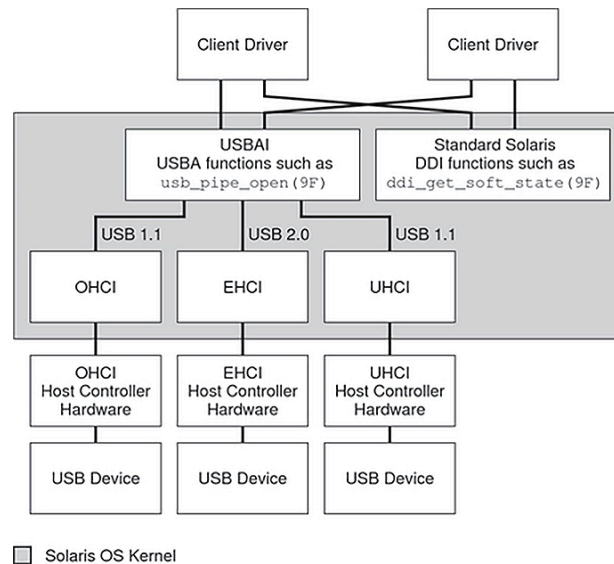 Client Driver
Client Driver
USBAI
USBA functions such as
usb_pipe_open(9F)
Standard Solaris
DDI functions such as
ddi_get_soft_state(9F)
USB 1.1
USB 2.0
USB 1.1
OHCI
EHCI
UHCI
OHCI
Host Controller
Hardware
EHCI
Host Controller
Hardware
UHCI
Host Controller
Hardware
USB Device
USB Device
USB Device
Solaris OS Kernel